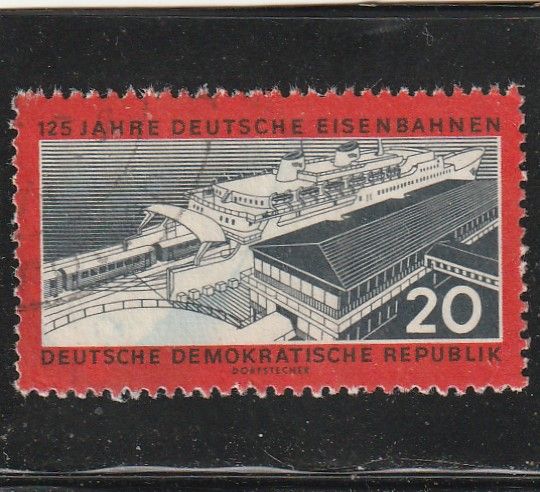 125 JAHRE DEUTSCHE EISENBAHNEN
20
DEUTSCHE DEMOKRATISCHE REPUBLIK
DORFSTECHER